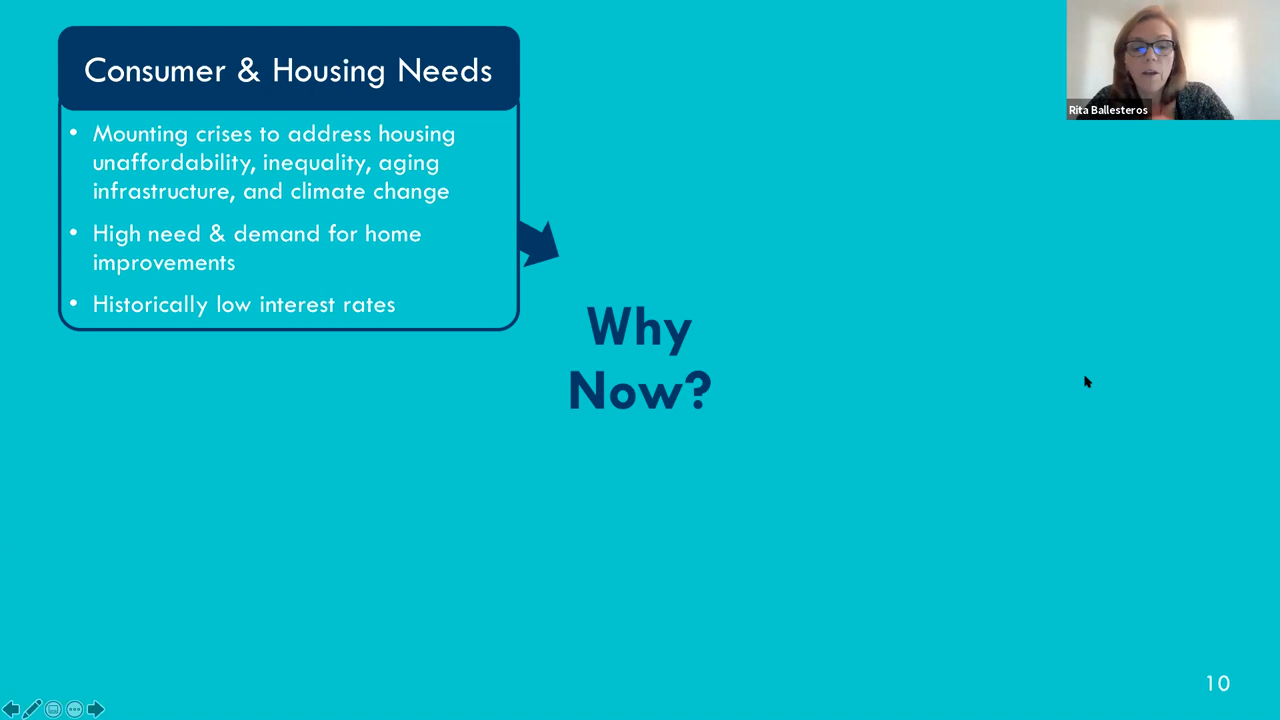 Consumer & Housing Needs
• Mounting crises to address housing
unaffordability, inequality, aging
infrastructure, and climate change
• High need & demand for home
improvements
• Historically low interest rates
Why
Now?
Rita Ballesteros
10